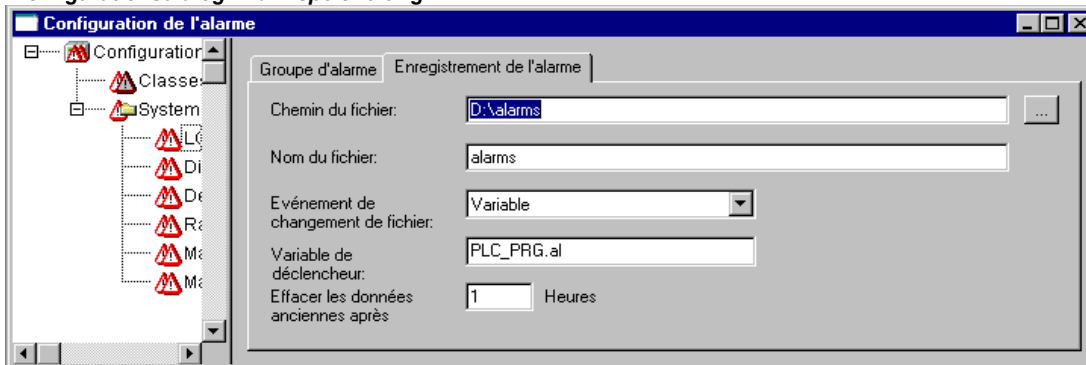 Configuration de l'alarme
Configuration
Classes
System
Groupe d'alarme
Enregistrement de l'alarme
Chemin du fichier:
D:\alarms
...
Nom du fichier:
alarms
Evénement de
changement de fichier:
Variable
Variable de
déclencheur:
PLC_PRG.al
Effacer les données
anciennes après
1
Heures